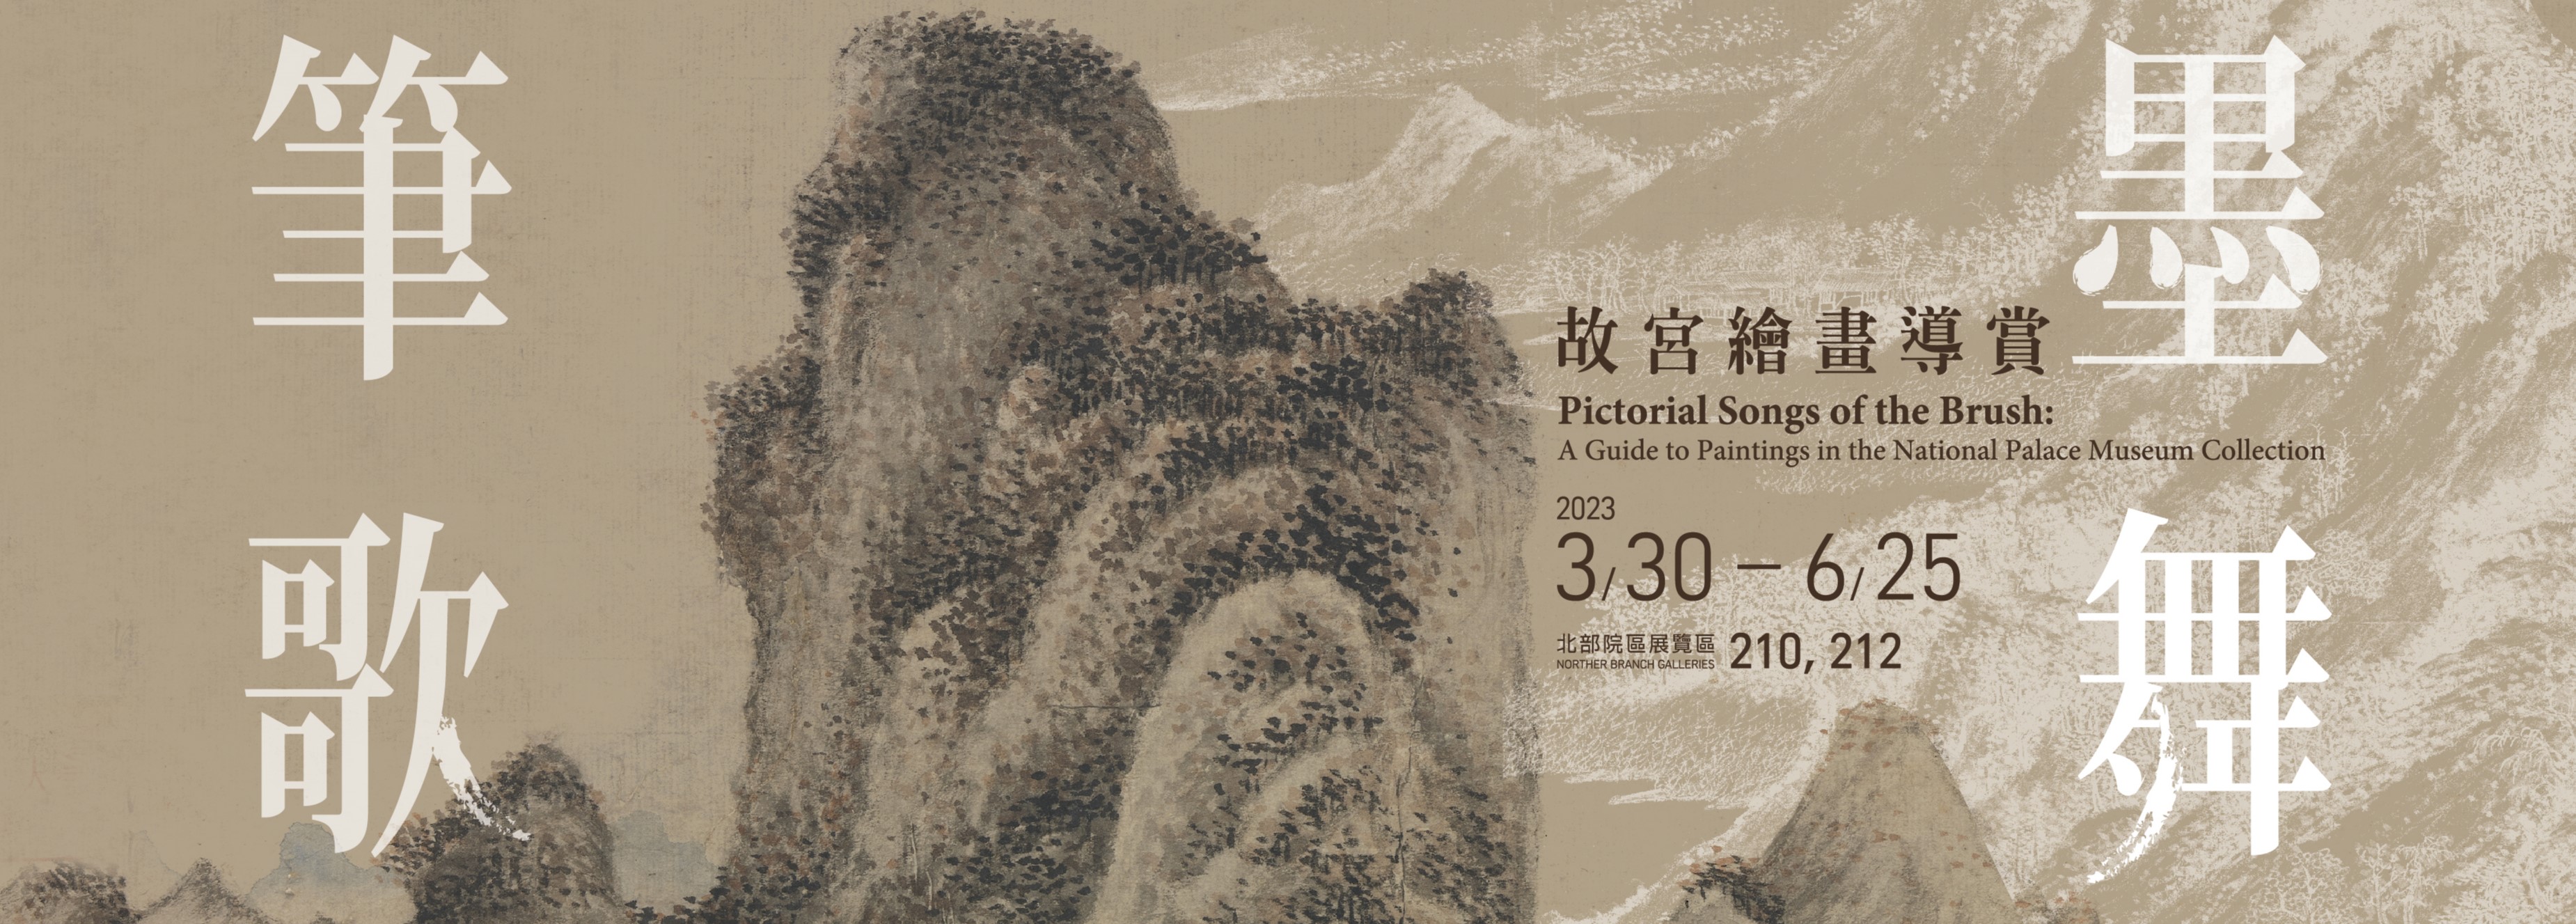 筆歌
墨舞
故宮繪畫導賞
Pictorial Songs of the Brush:
A Guide to Paintings in the National Palace Museum Collection
2023
3/30 – 6/25
北部院區展覽區 210, 212
NORTHER BRANCH GALLERIES